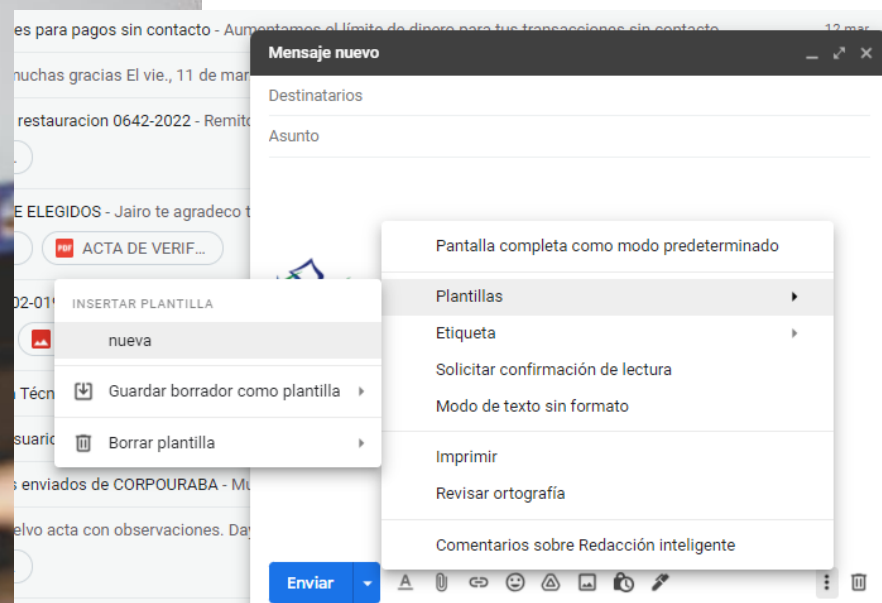 es para pagos sin contacto - Aumentamos el límite de dinero para tus transacciones sin contacto
12 mar
muchas gracias El vie., 11 de mar
restauracion 0642-2022 - Remito
E ELEGIDOS - Jairo te agradeco t
PDF ACTA DE VERIF...
02-019
Técn
suario
s enviados de CORPOURABA - Mu
elvo acta con observaciones. Day
Mensaje nuevo
Destinatarios
Asunto
Pantalla completa como modo predeterminado
Plantillas
Etiqueta
Solicitar confirmación de lectura
Modo de texto sin formato
Imprimir
Revisar ortografía
Comentarios sobre Redacción inteligente
INSERTAR PLANTILLA
nueva
Guardar borrador como plantilla
Borrar plantilla
Enviar